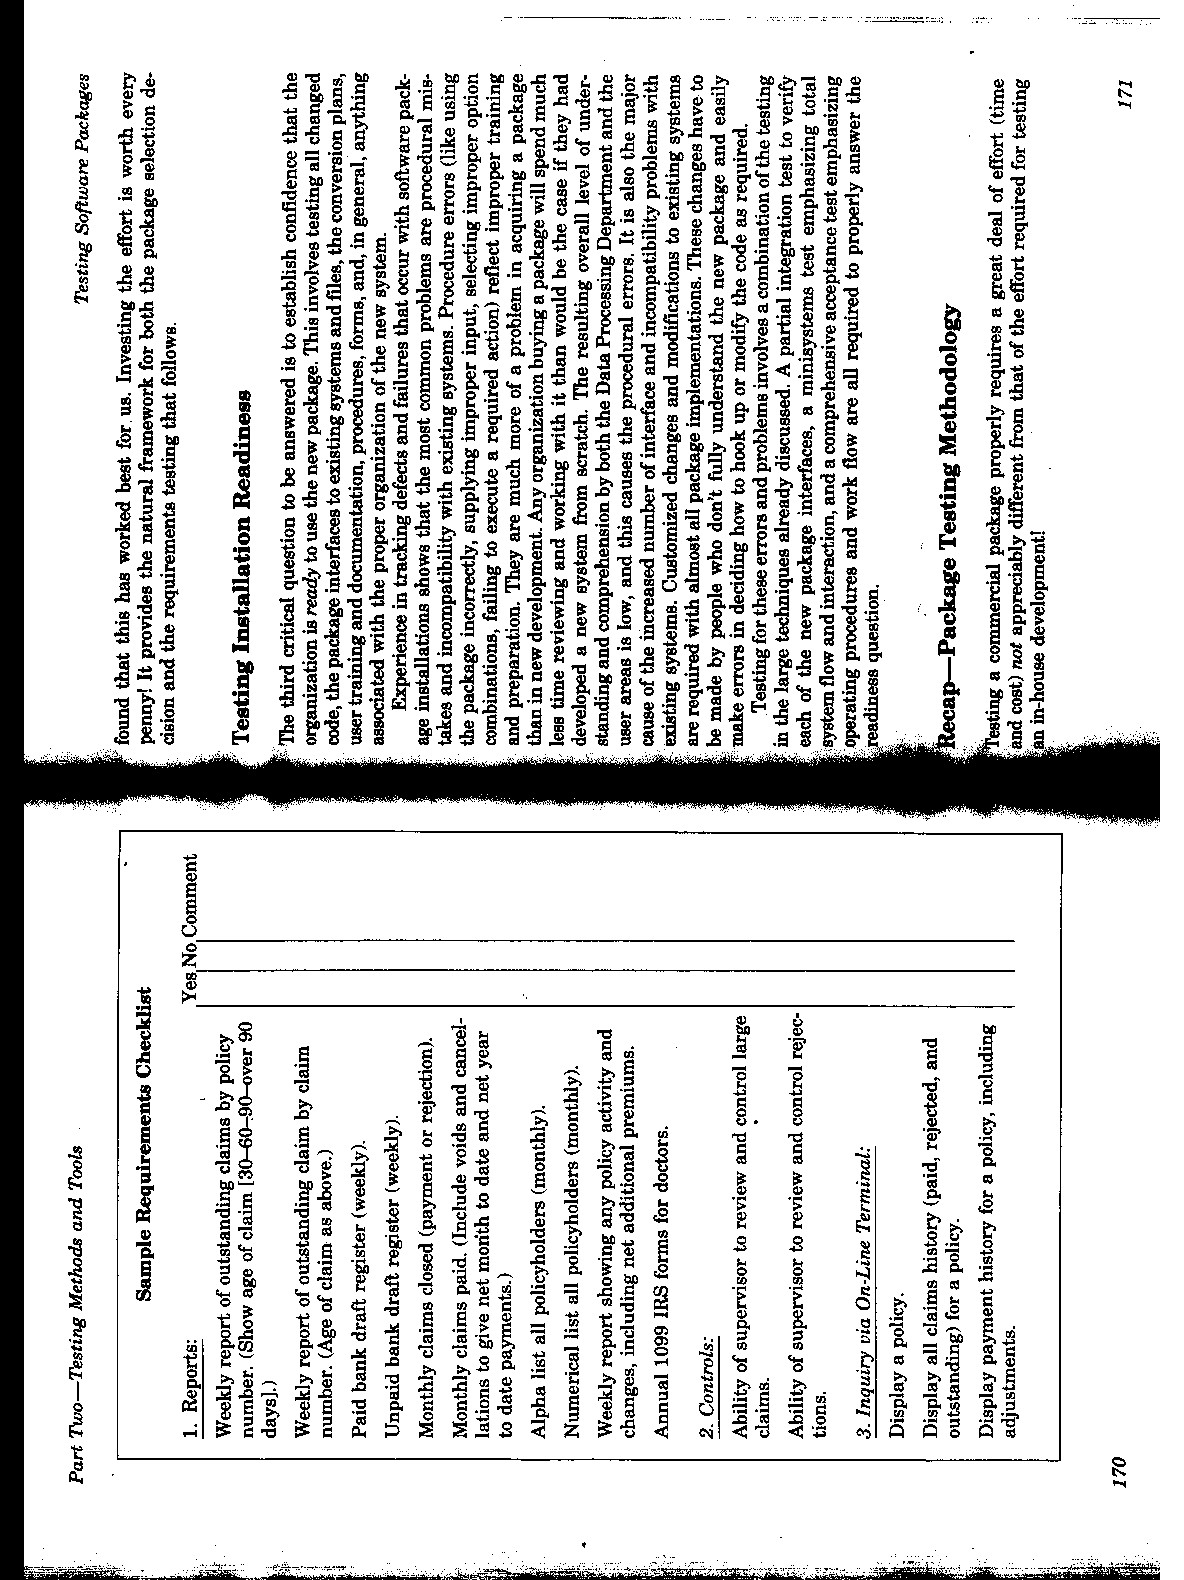 Part Two—Testing Methods and Tools
Sample Requirements Checklist
Yes No Comment
1. Reports:
Weekly report of outstanding claims by policy
number. (Show age of claim [30–60–90–over 90
days].)
Weekly report of outstanding claim by claim
number. (Age of claim as above.)
Paid bank draft register (weekly).
Unpaid bank draft register (weekly).
Monthly claims closed (payment or rejection).
Monthly claims paid. (Include voids and cancel-
lations to give net month to date and net year
to date payments.)
Alpha list all policyholders (monthly).
Numerical list all policyholders (monthly).
Weekly report showing any policy activity and
changes, including net additional premiums.
Annual 1099 IRS forms for doctors.
2. Controls:
Ability of supervisor to review and control large
claims.
Ability of supervisor to review and control rejec-
tions.
3. Inquiry via On-Line Terminal:
Display a policy.
Display all claims history (paid, rejected, and
outstanding) for a policy.
Display payment history for a policy, including
adjustments.
170
Testing Software Packages
found that this has worked best for us. Investing the effort is worth every
penny! It provides the natural framework for both the package selection de-
cision and the requirements testing that follows.
Testing Installation Readiness
The third critical question to be answered is to establish confidence that the
organization is ready to use the new package. This involves testing all changed
code, the package interfaces to existing systems and files, the conversion plans,
user training and documentation, procedures, forms, and, in general, anything
associated with the proper organization of the new system.
Experience in tracking defects and failures that occur with software pack-
age installations shows that the most common problems are procedural mis-
takes and incompatibility with existing systems. Procedure errors (like using
the package incorrectly, supplying improper input, selecting improper option
combinations, failing to execute a required action) reflect improper training
and preparation. They are much more of a problem in acquiring a package
than in new development. Any organization buying a package will spend much
less time reviewing and working with it than would be the case if they had
developed a new system from scratch. The resulting overall level of under-
standing and comprehension by both the Data Processing Department and the
user areas is low, and this causes the procedural errors. It is also the major
cause of the increased number of interface and incompatibility problems with
existing systems. Customized changes and modifications to existing systems
are required with almost all package implementations. These changes have to
be made by people who don't fully understand the new package and easily
make errors in deciding how to hook up or modify the code as required.
Testing for these errors and problems involves a combination of the testing
in the large techniques already discussed. A partial integration test to verify
each of the new package interfaces, a minisystems test emphasizing total
system flow and interaction, and a comprehensive acceptance test emphasizing
operating procedures and work flow are all required to properly answer the
readiness question.
Recap—Package Testing Methodology
Testing a commercial package properly requires a great deal of effort (time
and cost) not appreciably different from that of the effort required for testing
an in-house development!
171